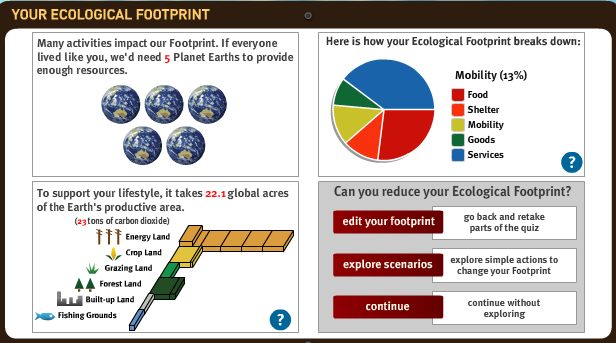 YOUR ECOLOGICAL FOOTPRINT
Many activities impact our Footprint. If everyone
lived like you, we'd need 5 Planet Earths to provide
enough resources.
Here is how your Ecological Footprint breaks down:
Mobility (13%)
Food
Shelter
Mobility
Goods
Services
?
To support your lifestyle, it takes 22.1 global acres
of the Earth's productive area.
(23 tons of carbon dioxide)
Energy Land
Crop Land
Grazing Land
Forest Land
Built-up Land
Fishing Grounds
?
Can you reduce your Ecological Footprint?
edit your footprint
go back and retake
parts of the quiz
explore scenarios
explore simple actions to
change your Footprint
continue
continue without
exploring